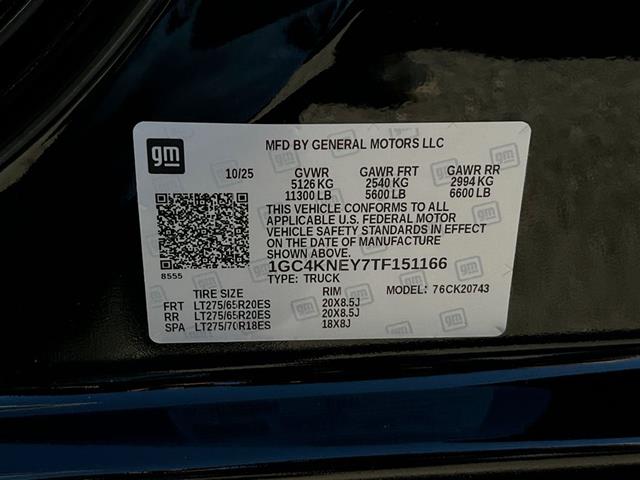 gm
MFD BY GENERAL MOTORS LLC
10/25 GVWR GAWR FRT GAWR RR
5126 KG 2540 KG 2994 KG
11300 LB 5600 LB 6600 LB
THIS VEHICLE CONFORMS TO ALL
APPLICABLE U.S. FEDERAL MOTOR
VEHICLE SAFETY STANDARDS IN EFFECT
ON THE DATE OF MANUFACTURE
SHOWN ABOVE.
8555 1GC4KNEY7TF151166
TYPE: TRUCK MODEL: 76CK20743
TIRE SIZE RIM
FRT LT275/65R20ES 20X8.5J
RR LT275/65R20ES 20X8.5J
SPA LT275/70R18ES 18X8J